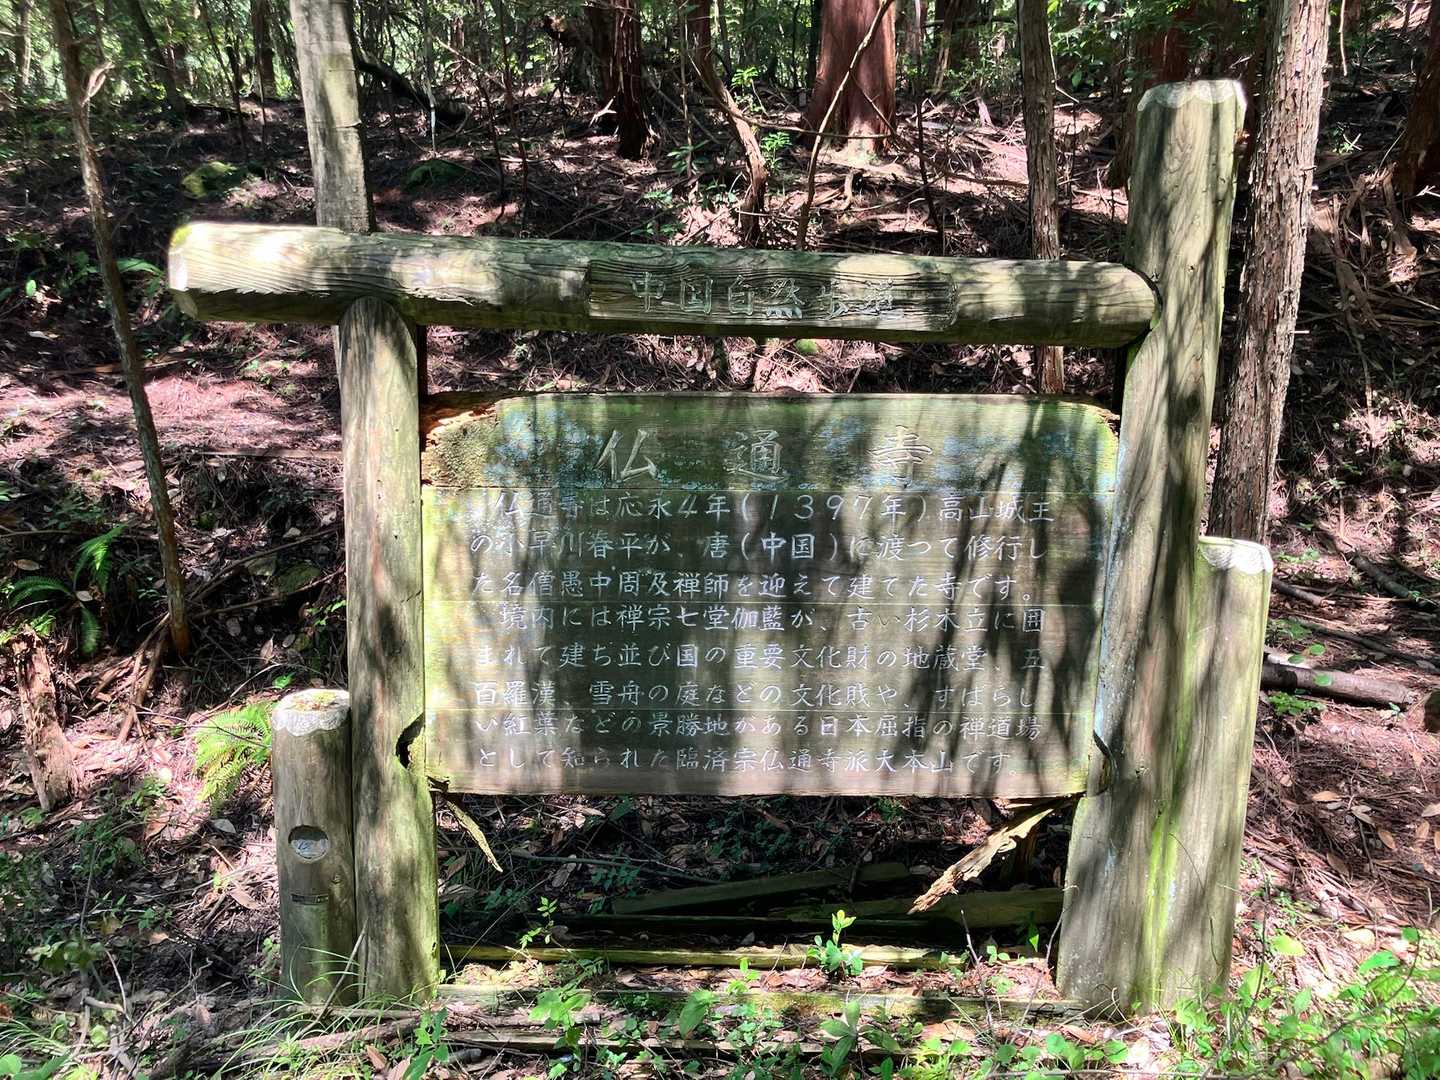 中国自然歩道
仏通寺
仏通寺は応永4年(1397年)高山城王
の小早川春平が、唐(中国)に渡って修行し
た名僧愚中周及禅師を迎えて建てた寺です。
境内には禅宗七堂伽藍が、古い杉木立に囲
まれて建ち並び国の重要文化財の地蔵堂、五
百羅漢、雪舟の庭などの文化財や、すばらし
い紅葉などの景勝地がある日本屈指の禅道場
として知られた臨済宗仏通寺派大本山です。